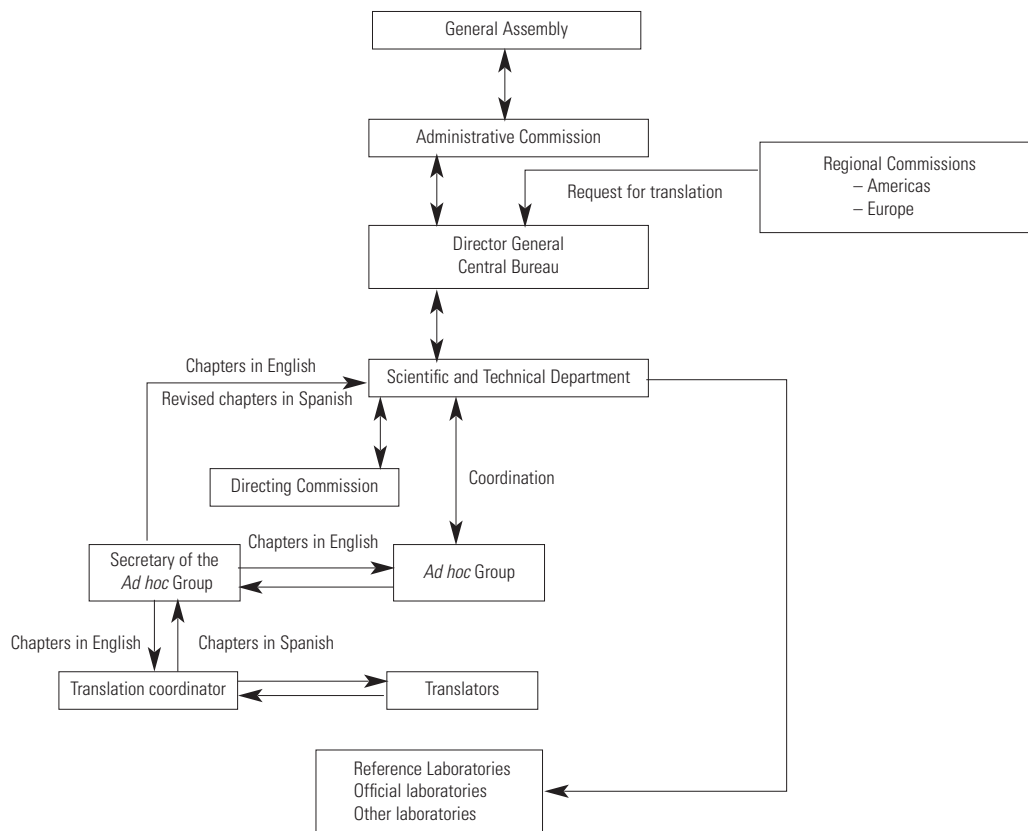 General Assembly
Administrative Commission
Request for translation
Regional Commissions
– Americas
– Europe
Director General
Central Bureau
Chapters in English
Revised chapters in Spanish
Scientific and Technical Department
Directing Commission
Coordination
Secretary of the
Ad hoc Group
Chapters in English
Ad hoc Group
Chapters in English
Chapters in Spanish
Translation coordinator
Translators
Reference Laboratories
Official laboratories
Other laboratories